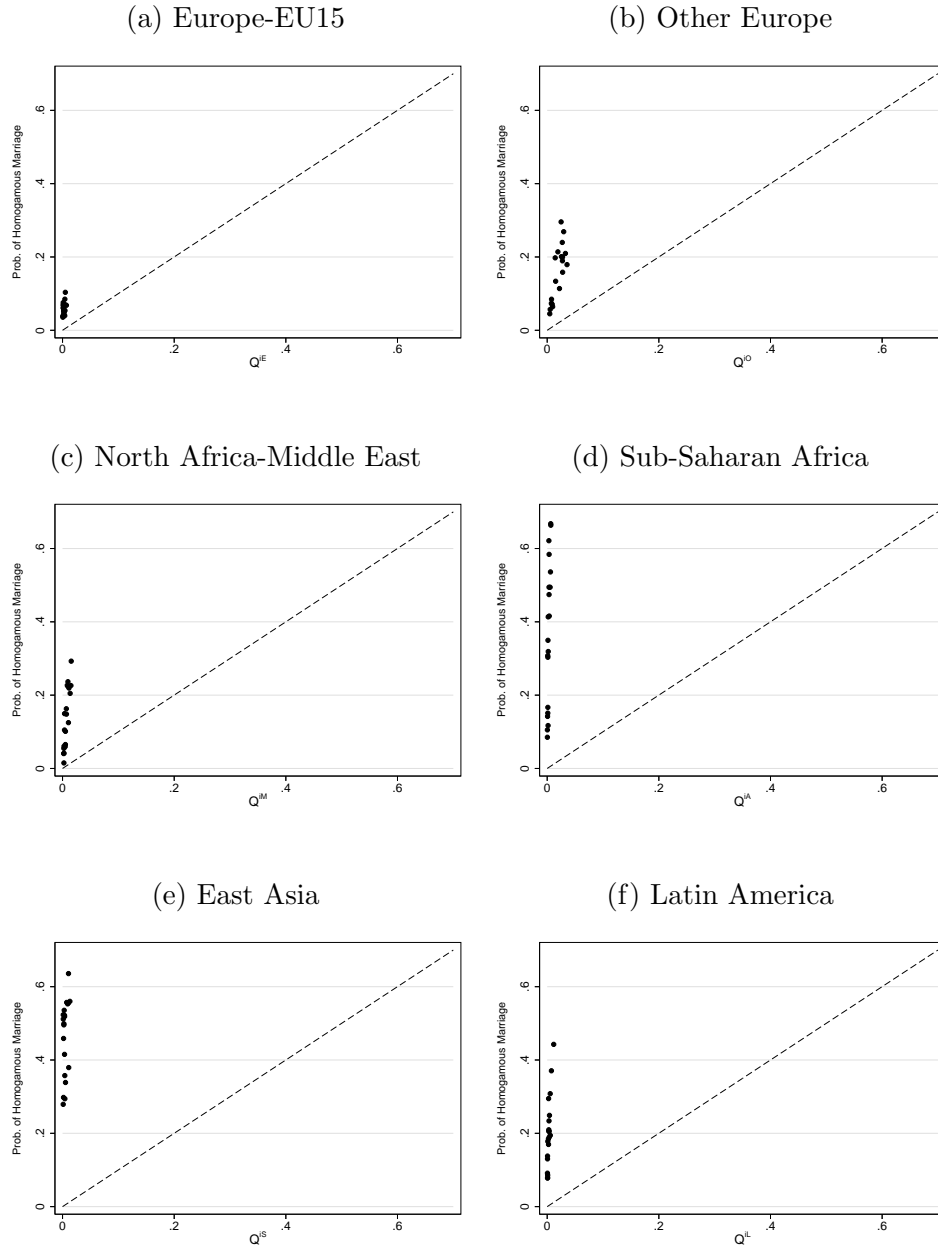 (a) Europe-EU15
(b) Other Europe
Prob. of Homogamous Marriage
0 .2 .4 .6
0 .2 .4 .6
Q^{iE}
Prob. of Homogamous Marriage
0 .2 .4 .6
0 .2 .4 .6
Q^{iO}
(c) North Africa-Middle East
(d) Sub-Saharan Africa
Prob. of Homogamous Marriage
0 .2 .4 .6
0 .2 .4 .6
Q^{iM}
Prob. of Homogamous Marriage
0 .2 .4 .6
0 .2 .4 .6
Q^{iA}
(e) East Asia
(f) Latin America
Prob. of Homogamous Marriage
0 .2 .4 .6
0 .2 .4 .6
Q^{iS}
Prob. of Homogamous Marriage
0 .2 .4 .6
0 .2 .4 .6
Q^{iL}